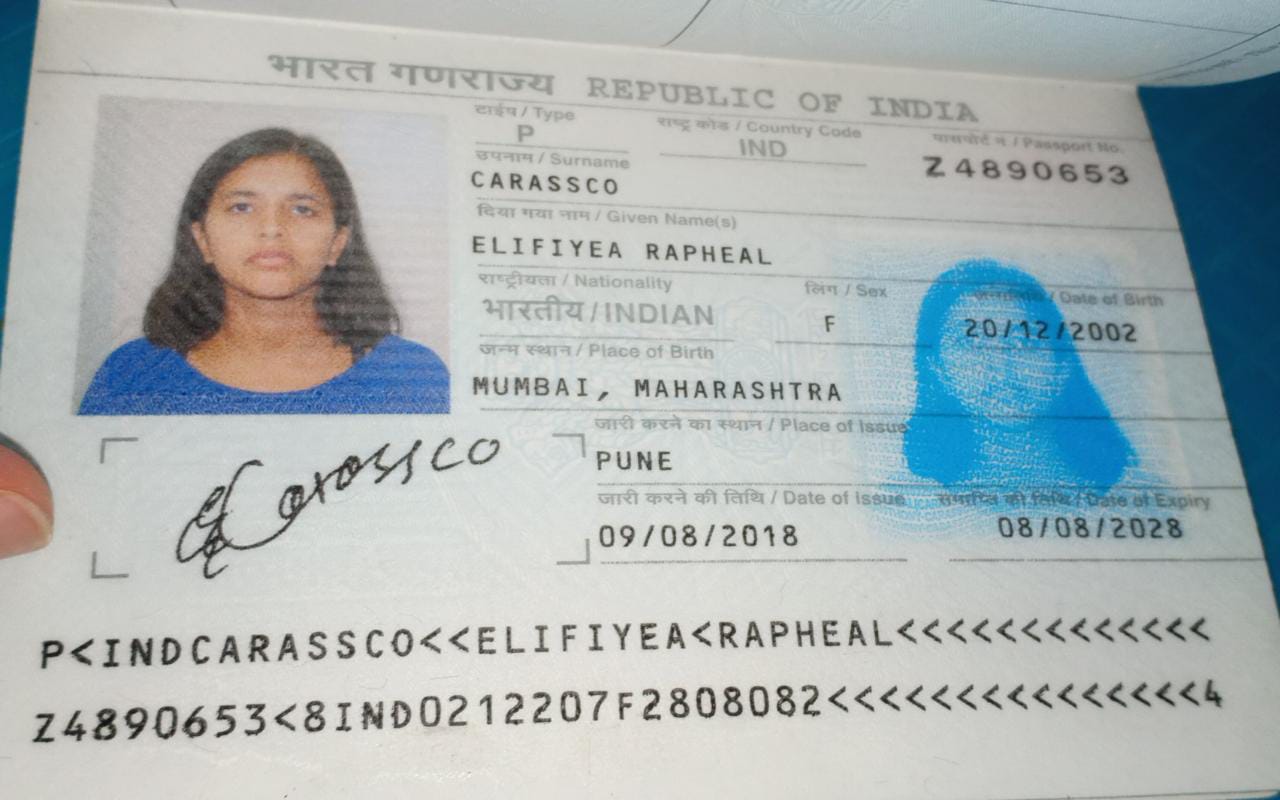 भारत गणराज्य REPUBLIC OF INDIA
टाईप / Type
राष्ट्र कोड / Country Code
पासपोर्ट न. / Passport No.
P
IND
Z4890653
उपनाम / Surname
CARASSCO
दिया गया नाम / Given Name(s)
ELIFIYEA RAPHEAL
राष्ट्रीयता / Nationality
लिंग / Sex
जन्मतिथि / Date of Birth
भारतीय / INDIAN
F
20/12/2002
जन्म स्थान / Place of Birth
MUMBAI, MAHARASHTRA
जारी करने का स्थान / Place of Issue
PUNE
जारी करने की तिथि / Date of Issue
समाप्ति की तिथि / Date of Expiry
09/08/2018
08/08/2028
Carassco
P<INDCARASSCO<<ELIFIYEA<RAPHEAL<<<<<<<<<<<<<
Z4890653<8IND0212207F2808082<<<<<<<<<<<<<<<4